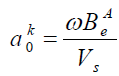 $a_0^k = \frac{\omega B_e^A}{V_s}$